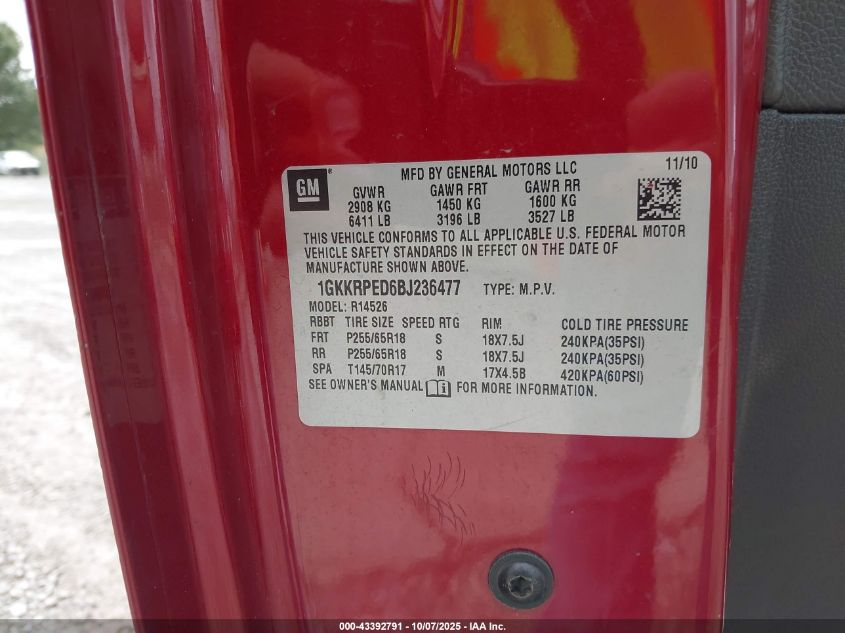 GM
MFD BY GENERAL MOTORS LLC 11/10
GVWR GAWR FRT GAWR RR
2908 KG 1450 KG 1600 KG
6411 LB 3196 LB 3527 LB
THIS VEHICLE CONFORMS TO ALL APPLICABLE U.S. FEDERAL MOTOR
VEHICLE SAFETY STANDARDS IN EFFECT ON THE DATE OF
MANUFACTURE SHOWN ABOVE.
1GKKRPED6BJ236477 TYPE: M.P.V.
MODEL: R14526
RBBT TIRE SIZE SPEED RTG RIM COLD TIRE PRESSURE
FRT P255/65R18 S 18X7.5J 240KPA(35PSI)
RR P255/65R18 S 18X7.5J 240KPA(35PSI)
SPA T145/70R17 M 17X4.5B 420KPA(60PSI)
SEE OWNER'S MANUAL FOR MORE INFORMATION.
000-43392791 - 10/07/2025 - IAA Inc.